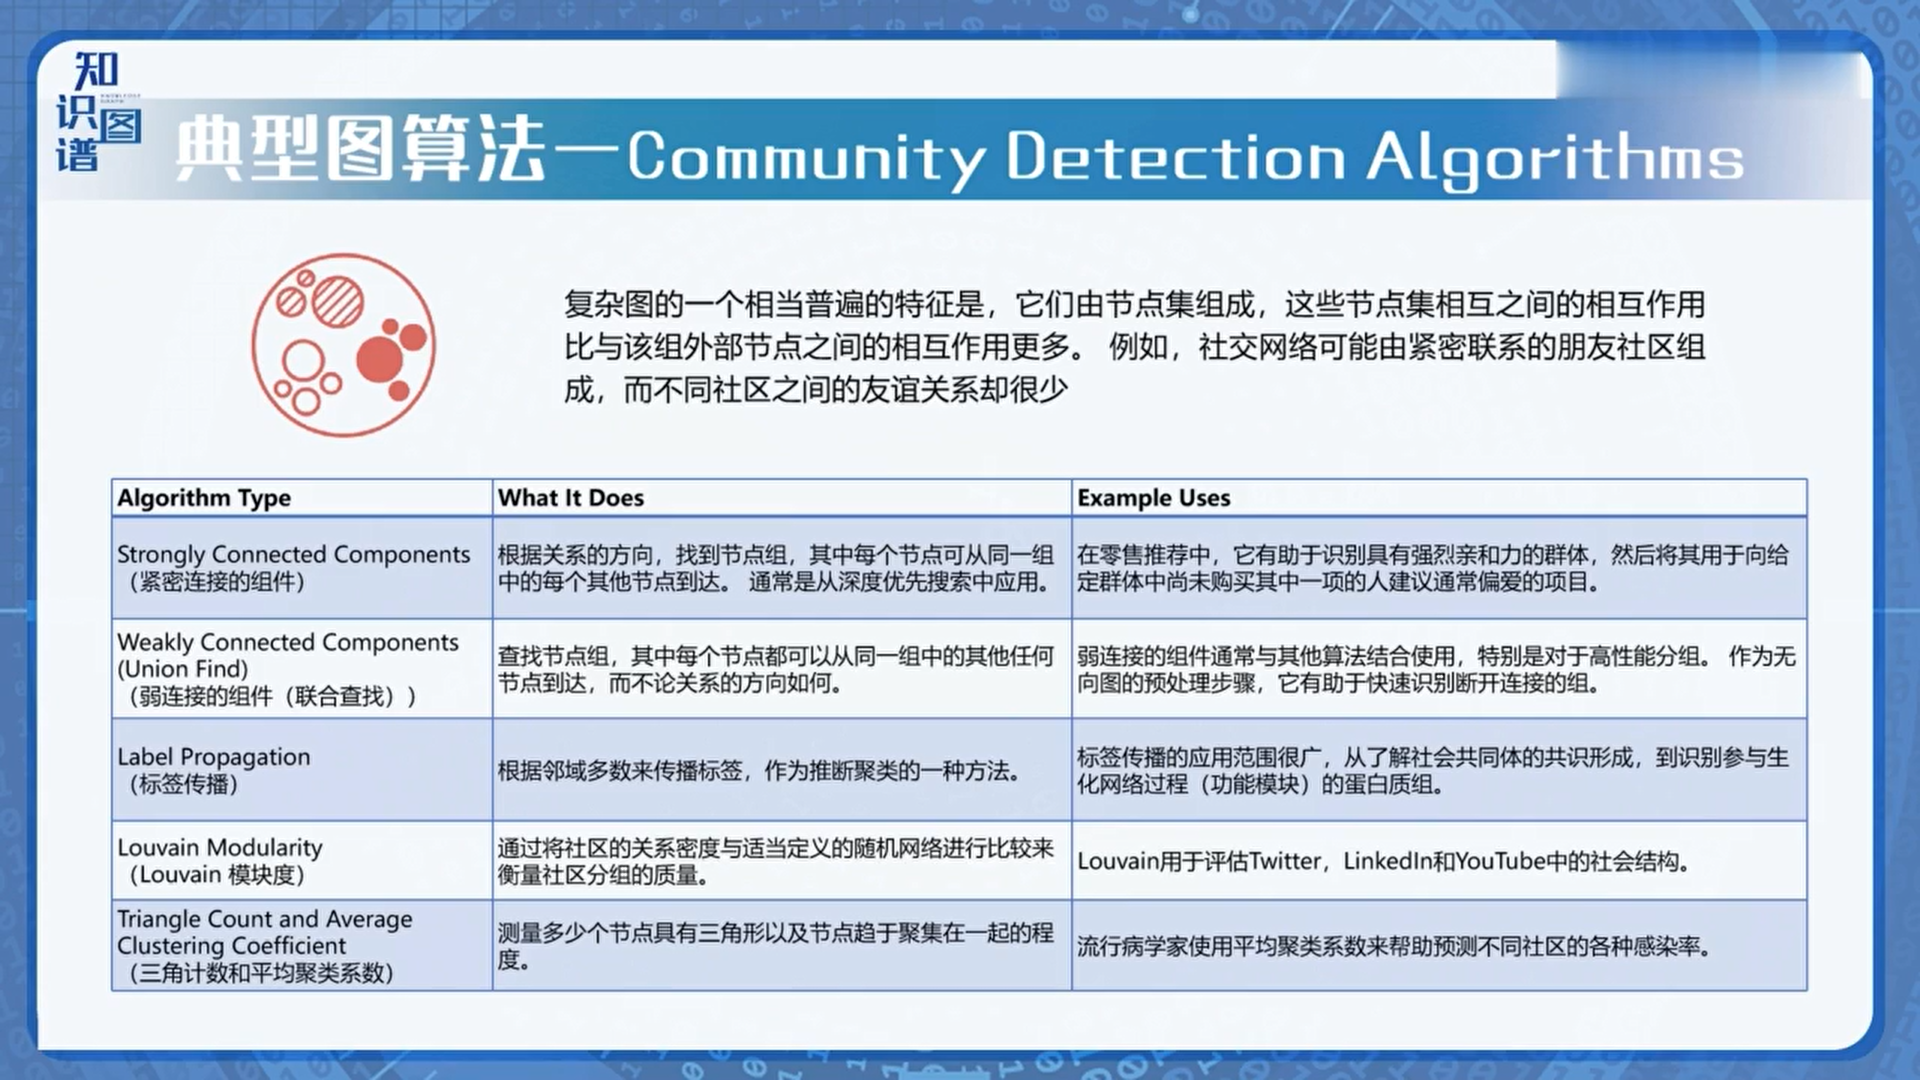 知识图谱
典型图算法—Community Detection Algorithms
复杂图的一个相当普遍的特征是，它们由节点集组成，这些节点集相互之间的相互作用
比与该组外部节点之间的相互作用更多。 例如，社交网络可能由紧密联系的朋友社区组
成，而不同社区之间的友谊关系却很少
Algorithm Type
What It Does
Example Uses
Strongly Connected Components
（紧密连接的组件）
根据关系的方向，找到节点组，其中每个节点可从同一组
中的每个其他节点到达。 通常是从深度优先搜索中应用。
在零售推荐中，它有助于识别具有强烈亲和力的群体，然后将其用于向给
定群体中尚未购买其中一项的人建议通常偏爱的项目。
Weakly Connected Components
(Union Find)
（弱连接的组件（联合查找））
查找节点组，其中每个节点都可以从同一组中的其他任何
节点到达，而不论关系的方向如何。
弱连接的组件通常与其他算法结合使用，特别是对于高性能分组。 作为无
向图的预处理步骤，它有助于快速识别断开连接的组。
Label Propagation
（标签传播）
根据邻域多数来传播标签，作为推断聚类的一种方法。
标签传播的应用范围很广，从了解社会共同体的共识形成，到识别参与生
化网络过程（功能模块）的蛋白质组。
Louvain Modularity
（Louvain 模块度）
通过将社区的关系密度与适当定义的随机网络进行比较来
衡量社区分组的质量。
Louvain用于评估Twitter，LinkedIn和YouTube中的社会结构。
Triangle Count and Average
Clustering Coefficient
（三角计数和平均聚类系数）
测量多少个节点具有三角形以及节点趋于聚集在一起的程
度。
流行病学家使用平均聚类系数来帮助预测不同社区的各种感染率。